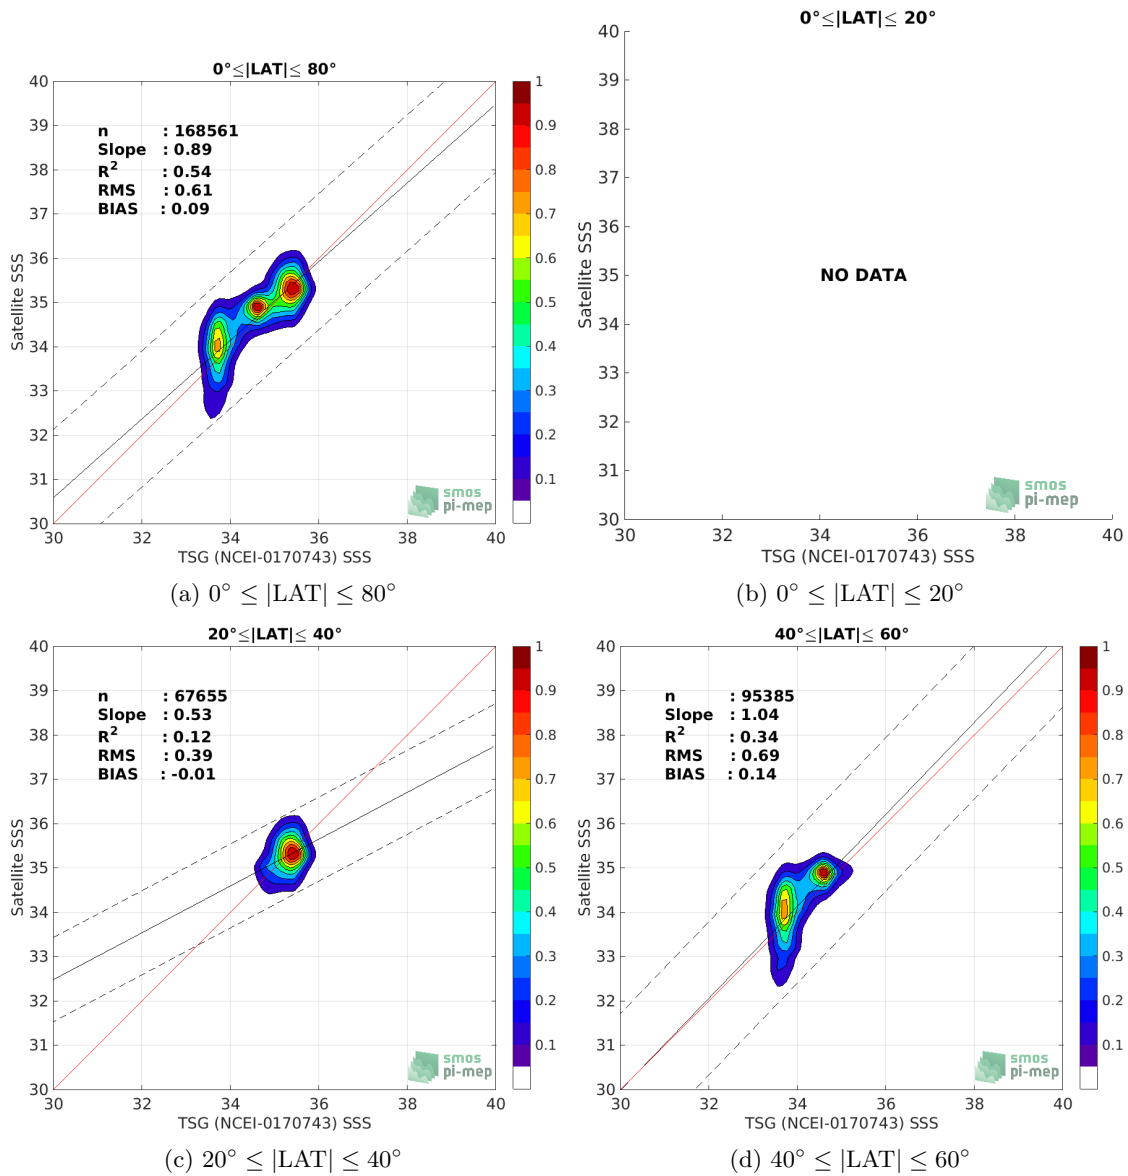 0°≤|LAT|≤ 80°
40
39
38
37
36
35
34
33
32
31
30
30
32
34
36
38
40
Satellite SSS
TSG (NCEI-0170743) SSS
n : 168561
Slope : 0.89
R2 : 0.54
RMS : 0.61
BIAS : 0.09
smos
pi-mep
1
0.9
0.8
0.7
0.6
0.5
0.4
0.3
0.2
0.1
(a) 0° ≤ |LAT| ≤ 80°
0°≤|LAT|≤ 20°
40
39
38
37
36
35
34
33
32
31
30
30
32
34
36
38
40
Satellite SSS
TSG (NCEI-0170743) SSS
NO DATA
smos
pi-mep
(b) 0° ≤ |LAT| ≤ 20°
20°≤|LAT|≤ 40°
40
39
38
37
36
35
34
33
32
31
30
30
32
34
36
38
40
Satellite SSS
TSG (NCEI-0170743) SSS
n : 67655
Slope : 0.53
R2 : 0.12
RMS : 0.39
BIAS : -0.01
smos
pi-mep
1
0.9
0.8
0.7
0.6
0.5
0.4
0.3
0.2
0.1
(c) 20° ≤ |LAT| ≤ 40°
40°≤|LAT|≤ 60°
40
39
38
37
36
35
34
33
32
31
30
30
32
34
36
38
40
Satellite SSS
TSG (NCEI-0170743) SSS
n : 95385
Slope : 1.04
R2 : 0.34
RMS : 0.69
BIAS : 0.14
smos
pi-mep
1
0.9
0.8
0.7
0.6
0.5
0.4
0.3
0.2
0.1
(d) 40° ≤ |LAT| ≤ 60°